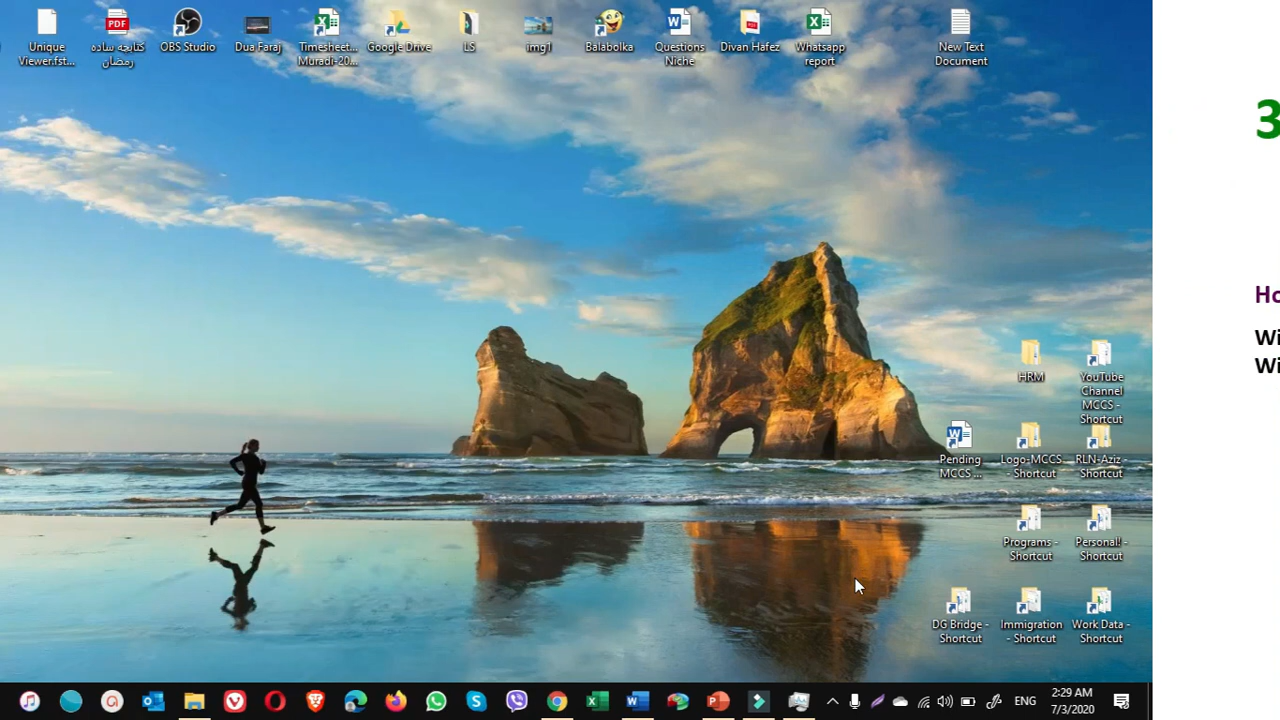 Unique
Viewer.fst...
کتابچه ساده
رمضان
OBS Studio
Dua Faraj
Timesheet...
Muradi-20...
Google Drive
LS
img1
Balabolka
Questions
Niche
Divan Hafez
Whatsapp
report
New Text
Document
3
HRM
YouTube
Channel
MCCS -
Shortcut
Pending
MCCS ...
Logo-MCCS
- Shortcut
RLN-Aziz -
Shortcut
Programs -
Shortcut
Personal! -
Shortcut
DG Bridge -
Shortcut
Immigration
- Shortcut
Work Data -
Shortcut
Ho
Wi
Wi
ENG
2:29 AM
7/3/2020